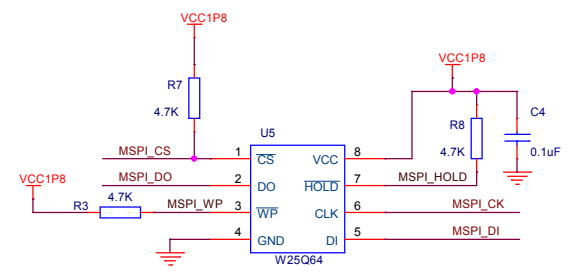 VCC1P8
VCC1P8
R7
4.7K
C4
0.1uF
R8
4.7K
U5
MSPI_CS 1 CS VCC 8
VCC1P8
MSPI_DO 2 DO HOLD 7 MSPI_HOLD
4.7K
R3 MSPI_WP 3 WP CLK 6 MSPI_CK
4 GND DI 5 MSPI_DI
W25Q64